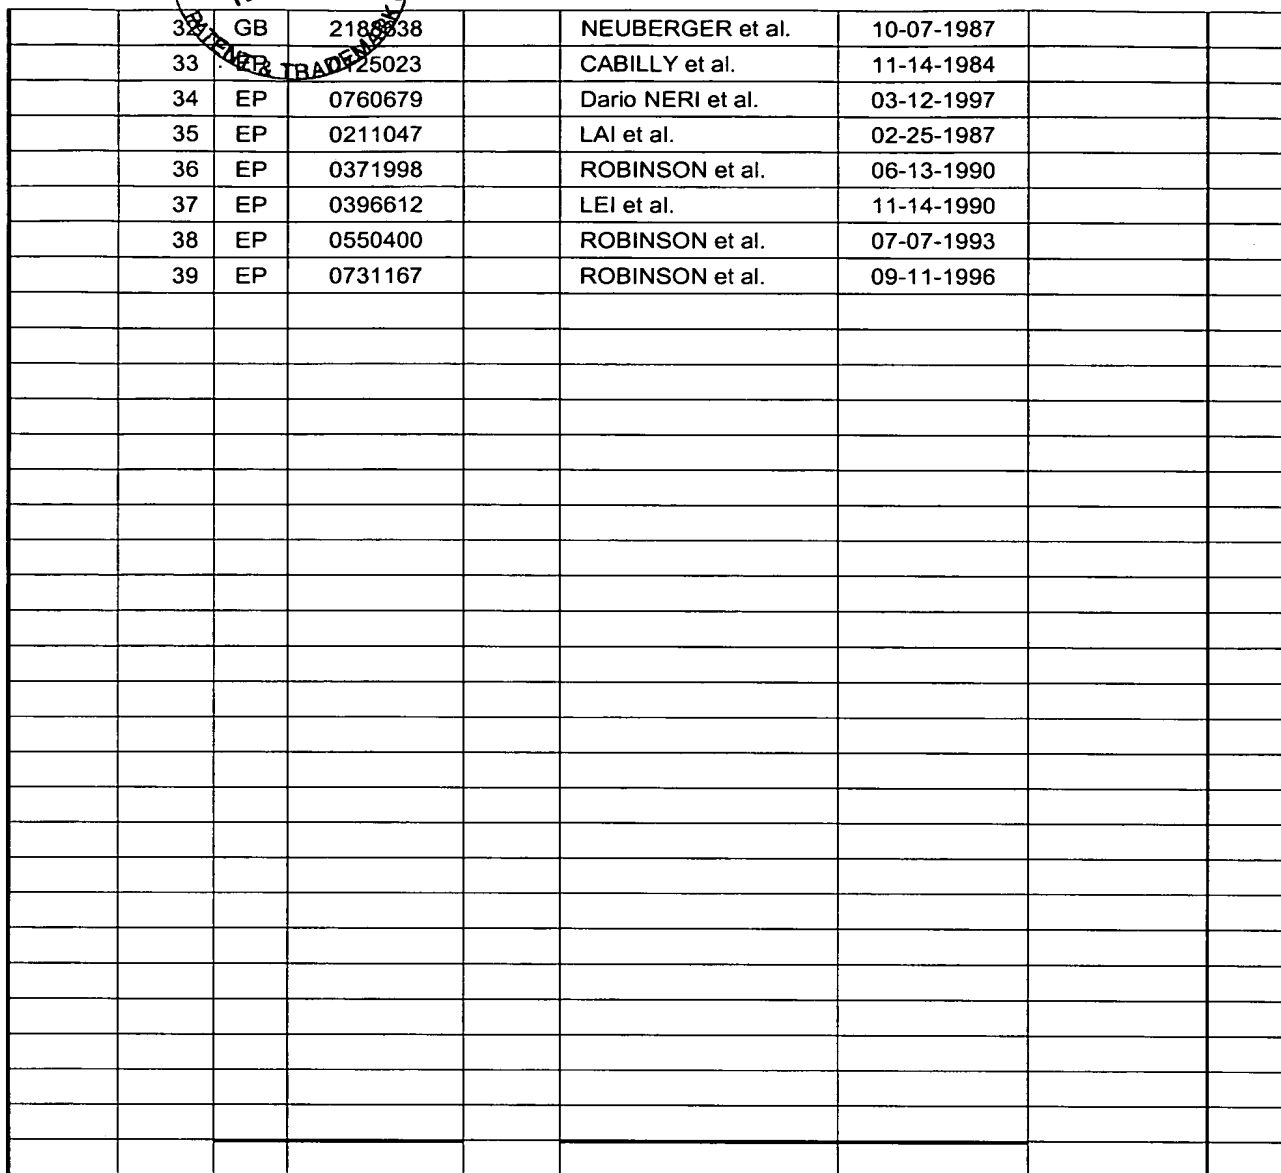 32 GB NEUBERGER et al. 10-07-1987
33 CABILLY et al. 11-14-1984
34 EP 0760679 Dario NERI et al. 03-12-1997
35 EP 0211047 LAI et al. 02-25-1987
36 EP 0371998 ROBINSON et al. 06-13-1990
37 EP 0396612 LEI et al. 11-14-1990
38 EP 0550400 ROBINSON et al. 07-07-1993
39 EP 0731167 ROBINSON et al. 09-11-1996
PATENT & TRADEMARK